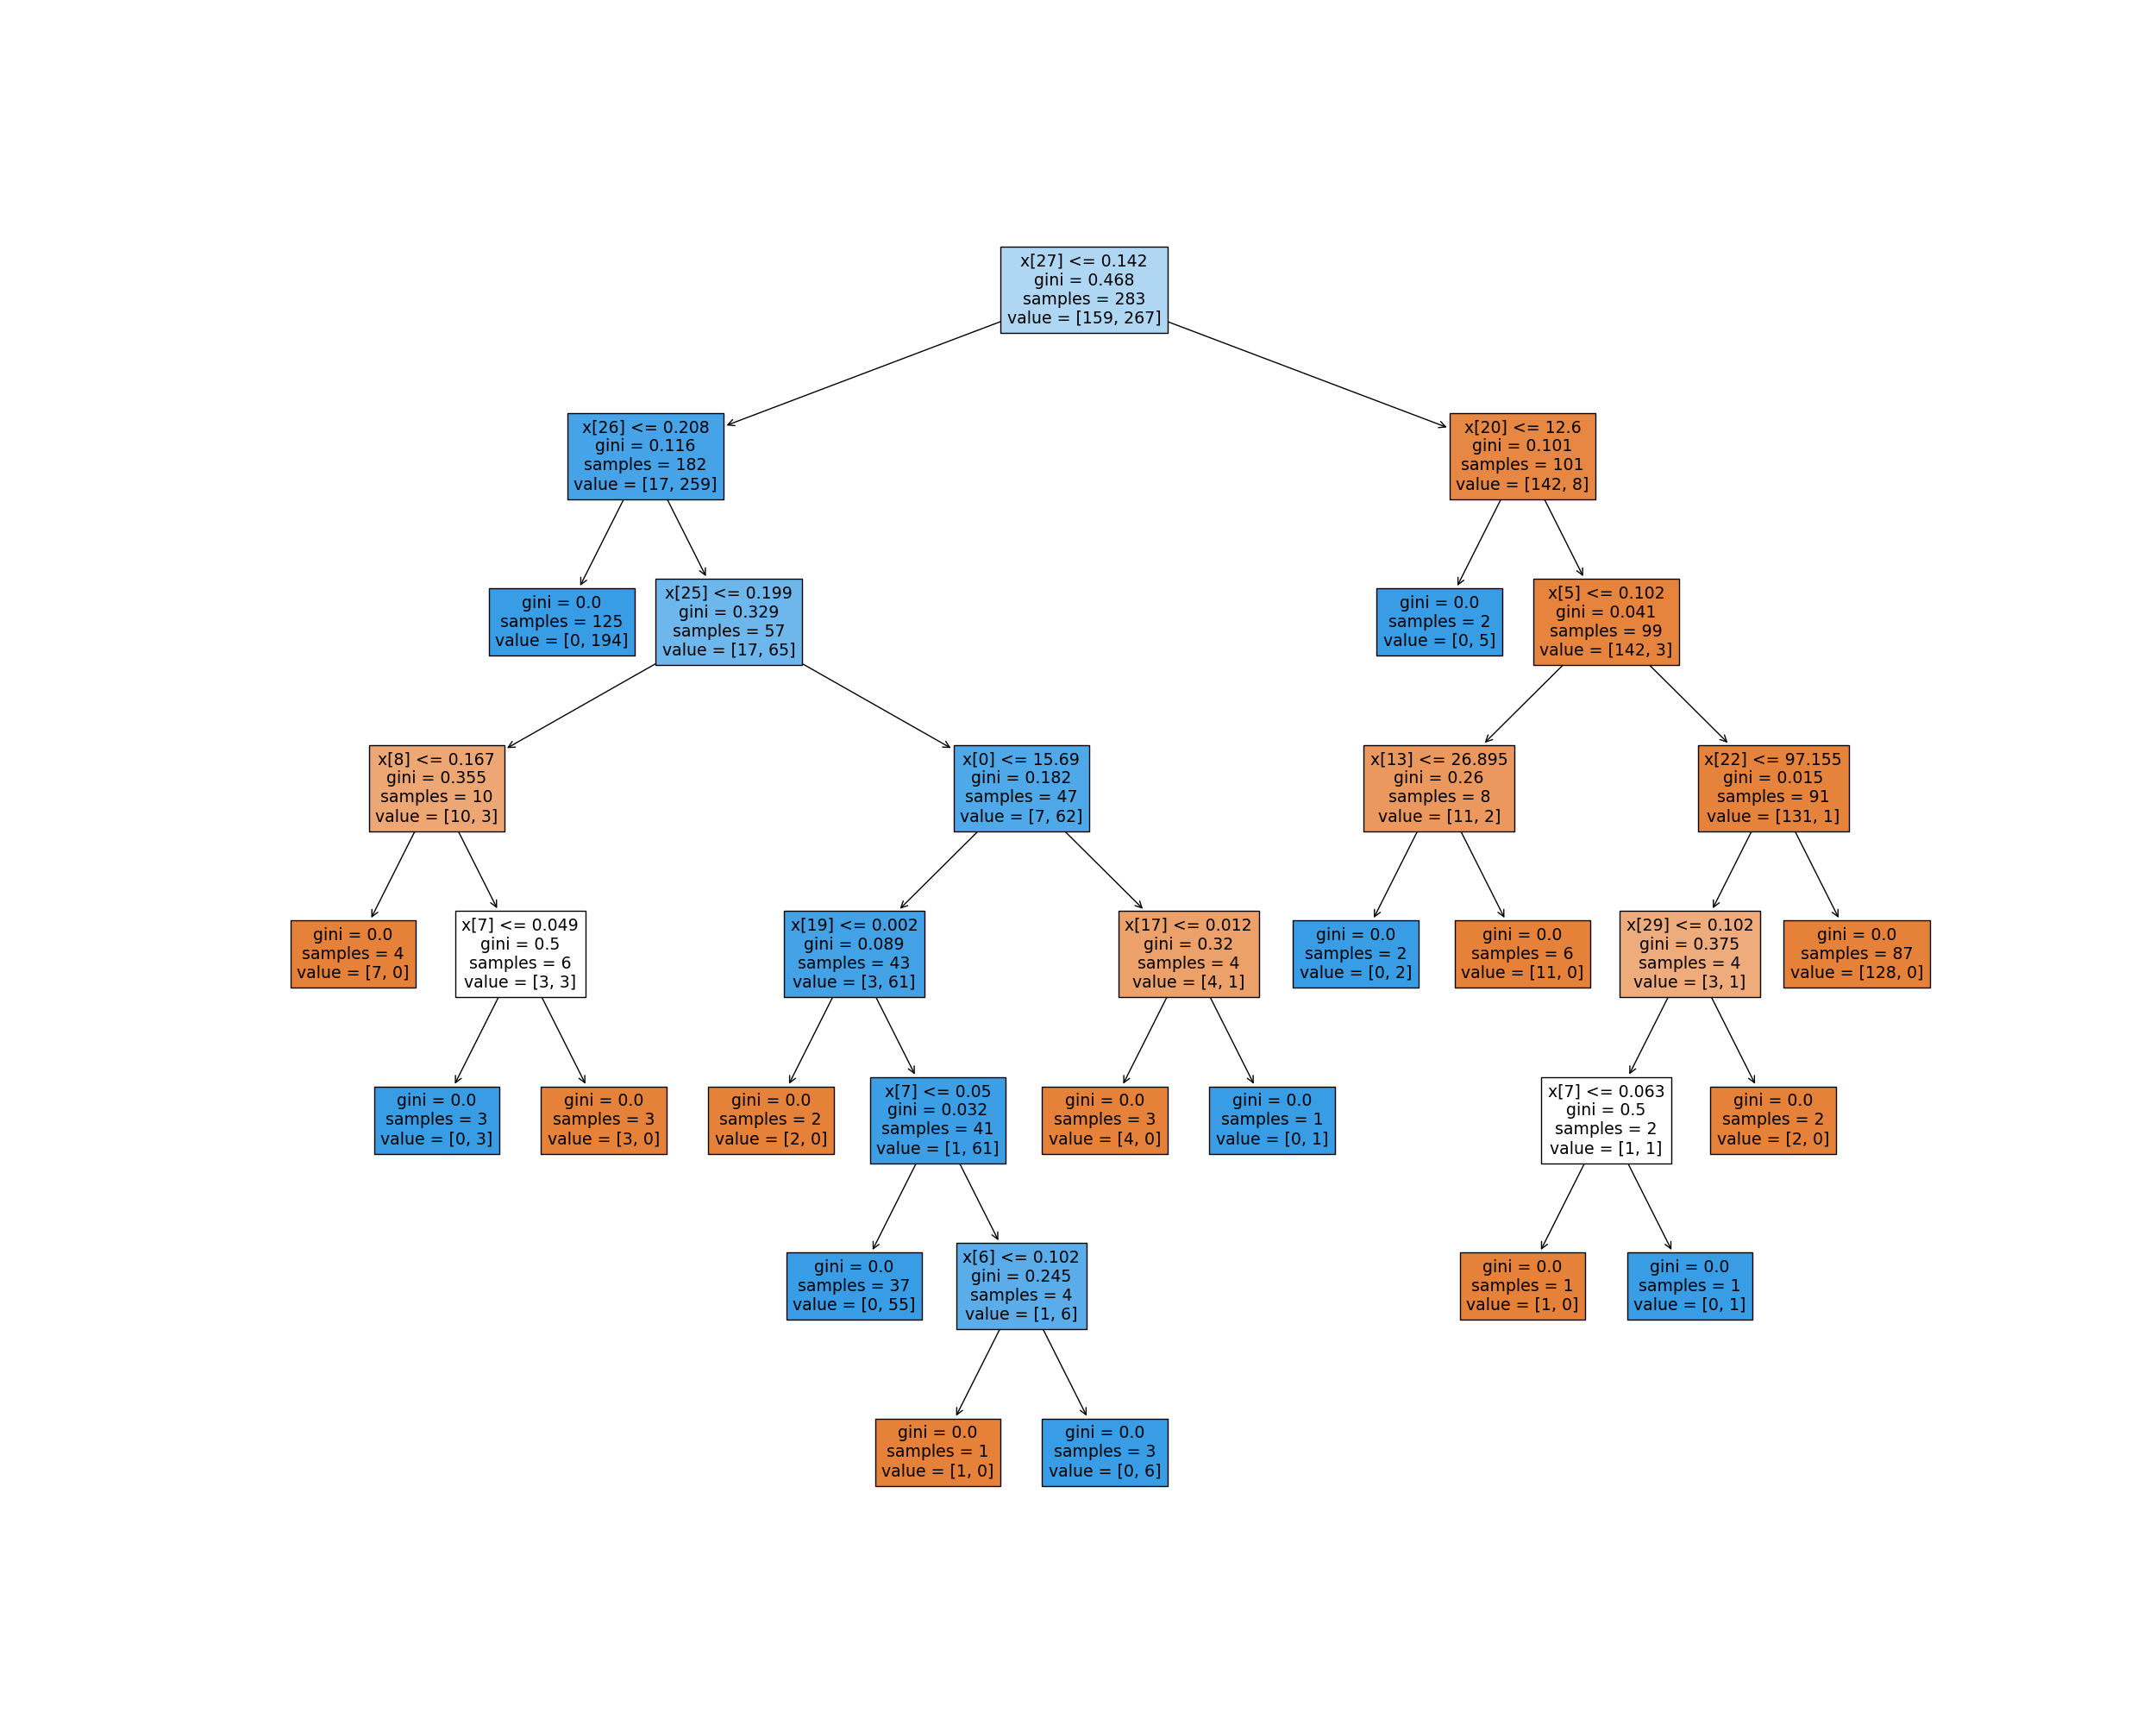 x[27] <= 0.142
gini = 0.468
samples = 283
value = [159, 267]
x[26] <= 0.208
gini = 0.116
samples = 182
value = [17, 259]
x[20] <= 12.6
gini = 0.101
samples = 101
value = [142, 8]
gini = 0.0
samples = 125
value = [0, 194]
x[25] <= 0.199
gini = 0.329
samples = 57
value = [17, 65]
gini = 0.0
samples = 2
value = [0, 5]
x[5] <= 0.102
gini = 0.041
samples = 99
value = [142, 3]
x[8] <= 0.167
gini = 0.355
samples = 10
value = [10, 3]
x[0] <= 15.69
gini = 0.182
samples = 47
value = [7, 62]
x[13] <= 26.895
gini = 0.26
samples = 8
value = [11, 2]
x[22] <= 97.155
gini = 0.015
samples = 91
value = [131, 1]
gini = 0.0
samples = 4
value = [7, 0]
x[7] <= 0.049
gini = 0.5
samples = 6
value = [3, 3]
x[19] <= 0.002
gini = 0.089
samples = 43
value = [3, 61]
x[17] <= 0.012
gini = 0.32
samples = 4
value = [4, 1]
gini = 0.0
samples = 2
value = [0, 2]
gini = 0.0
samples = 6
value = [11, 0]
x[29] <= 0.102
gini = 0.375
samples = 4
value = [3, 1]
gini = 0.0
samples = 87
value = [128, 0]
gini = 0.0
samples = 3
value = [0, 3]
gini = 0.0
samples = 3
value = [3, 0]
gini = 0.0
samples = 2
value = [2, 0]
x[7] <= 0.05
gini = 0.032
samples = 41
value = [1, 61]
gini = 0.0
samples = 3
value = [4, 0]
gini = 0.0
samples = 1
value = [0, 1]
x[7] <= 0.063
gini = 0.5
samples = 2
value = [1, 1]
gini = 0.0
samples = 2
value = [2, 0]
gini = 0.0
samples = 37
value = [0, 55]
x[6] <= 0.102
gini = 0.245
samples = 4
value = [1, 6]
gini = 0.0
samples = 1
value = [1, 0]
gini = 0.0
samples = 1
value = [0, 1]
gini = 0.0
samples = 1
value = [1, 0]
gini = 0.0
samples = 3
value = [0, 6]